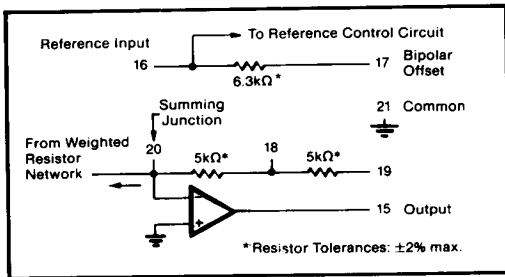 Reference Input
16
To Reference Control Circuit
6.3kΩ*
17 Bipolar Offset
21 Common
Summing Junction
20
From Weighted Resistor Network
5kΩ*
18
5kΩ*
19
−
+
15 Output
*Resistor Tolerances: ±2% max.